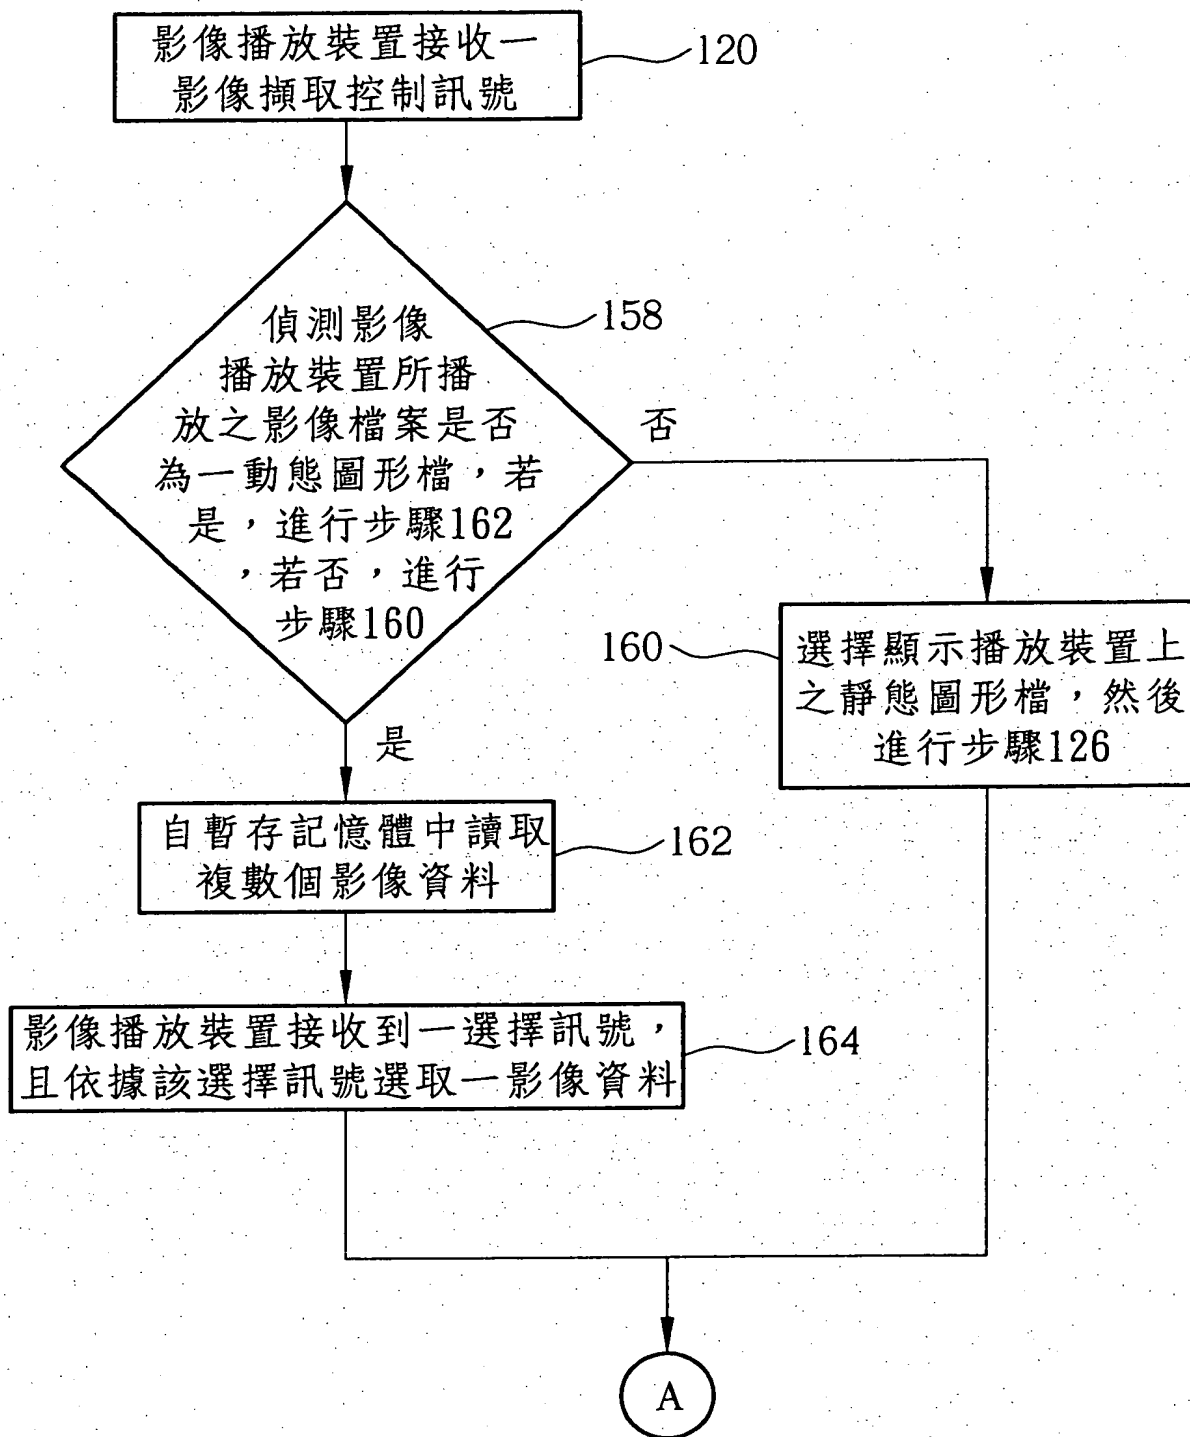 影像播放裝置接收一
影像擷取控制訊號
120
偵測影像
播放裝置所播
放之影像檔案是否
為一動態圖形檔，若
是，進行步驟162
，若否，進行
步驟160
158
否
是
160
選擇顯示播放裝置上
之靜態圖形檔，然後
進行步驟126
自暫存記憶體中讀取
複數個影像資料
162
影像播放裝置接收到一選擇訊號，
且依據該選擇訊號選取一影像資料
164
A